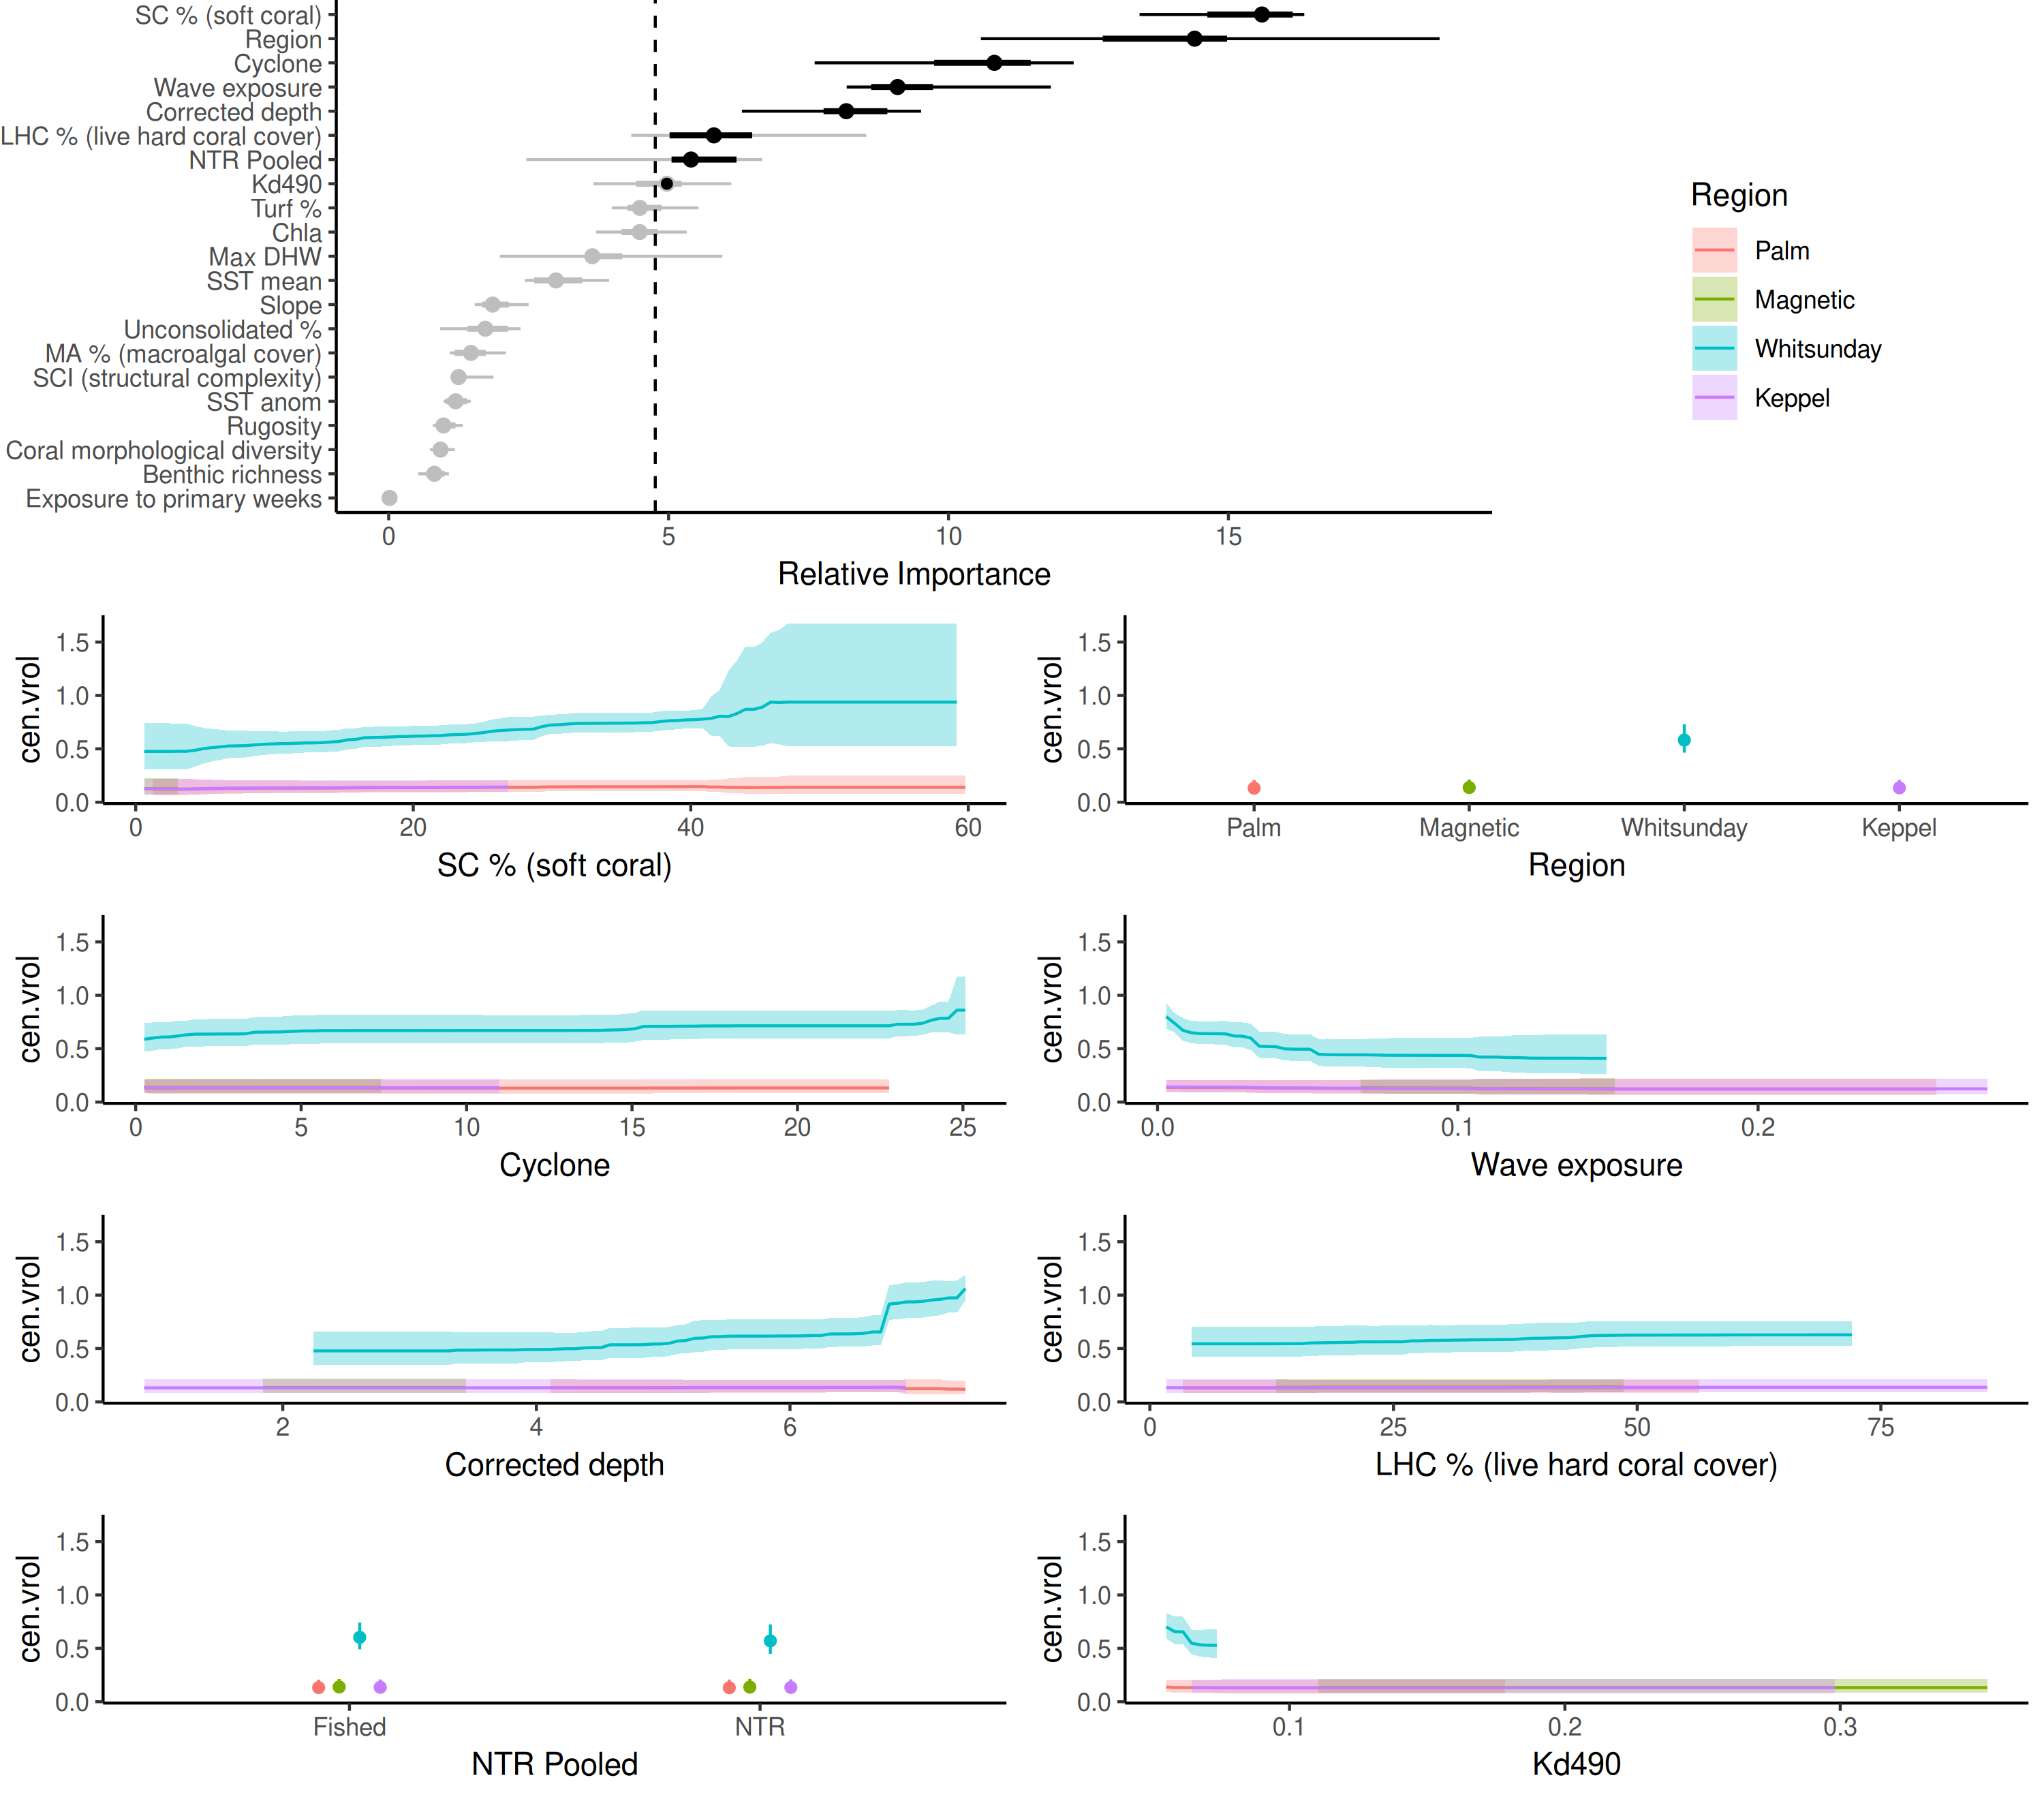 SC % (soft coral)
Region
Cyclone
Wave exposure
Corrected depth
LHC % (live hard coral cover)
NTR Pooled
Kd490
Turf %
Chla
Max DHW
SST mean
Slope
Unconsolidated %
MA % (macroalgal cover)
SCI (structural complexity)
SST anom
Rugosity
Coral morphological diversity
Benthic richness
Exposure to primary weeks
0 5 10 15
Relative Importance
Region
Palm
Magnetic
Whitsunday
Keppel
cen.vrol
1.5
1.0
0.5
0.0
0 20 40 60
SC % (soft coral)
cen.vrol
1.5
1.0
0.5
0.0
Palm Magnetic Whitsunday Keppel
Region
cen.vrol
1.5
1.0
0.5
0.0
0 5 10 15 20 25
Cyclone
cen.vrol
1.5
1.0
0.5
0.0
0.0 0.1 0.2
Wave exposure
cen.vrol
1.5
1.0
0.5
0.0
2 4 6
Corrected depth
cen.vrol
1.5
1.0
0.5
0.0
0 25 50 75
LHC % (live hard coral cover)
cen.vrol
1.5
1.0
0.5
0.0
Fished NTR
NTR Pooled
cen.vrol
1.5
1.0
0.5
0.0
0.1 0.2 0.3
Kd490